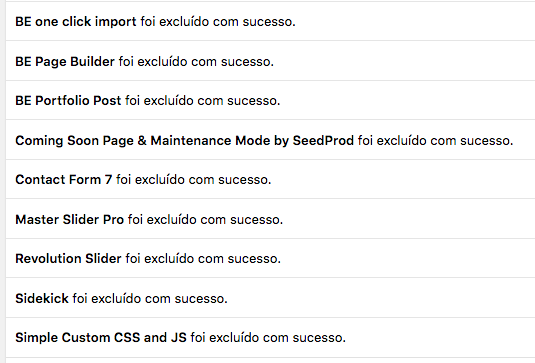 BE one click import foi excluído com sucesso.
BE Page Builder foi excluído com sucesso.
BE Portfolio Post foi excluído com sucesso.
Coming Soon Page & Maintenance Mode by SeedProd foi excluído com sucesso.
Contact Form 7 foi excluído com sucesso.
Master Slider Pro foi excluído com sucesso.
Revolution Slider foi excluído com sucesso.
Sidekick foi excluído com sucesso.
Simple Custom CSS and JS foi excluído com sucesso.